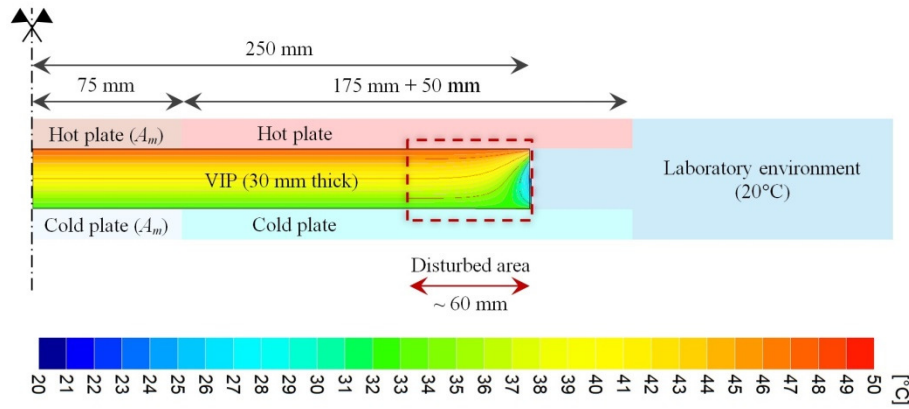 250 mm
75 mm
175 mm + 50 mm
Hot plate (Am)
Hot plate
VIP (30 mm thick)
Laboratory environment
(20°C)
Cold plate (Am)
Cold plate
Disturbed area
~ 60 mm
20 21 22 23 24 25 26 27 28 29 30 31 32 33 34 35 36 37 38 39 40 41 42 43 44 45 46 47 48 49 50 [°C]